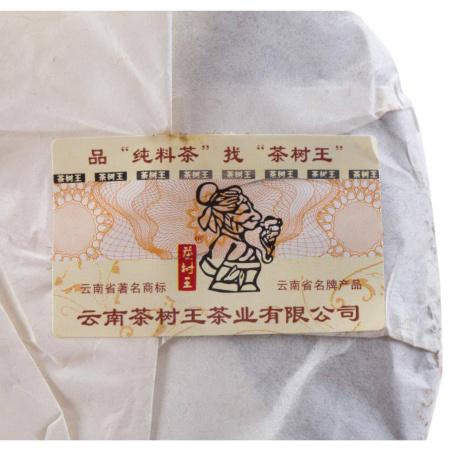 品 “纯料茶” 找 “茶树王”
茶树王 茶树王 茶树王 茶树王 茶树王 茶树王 茶树王 茶树王
茶树王
云南省著名商标 云南省名牌产品
云南茶树王茶业有限公司